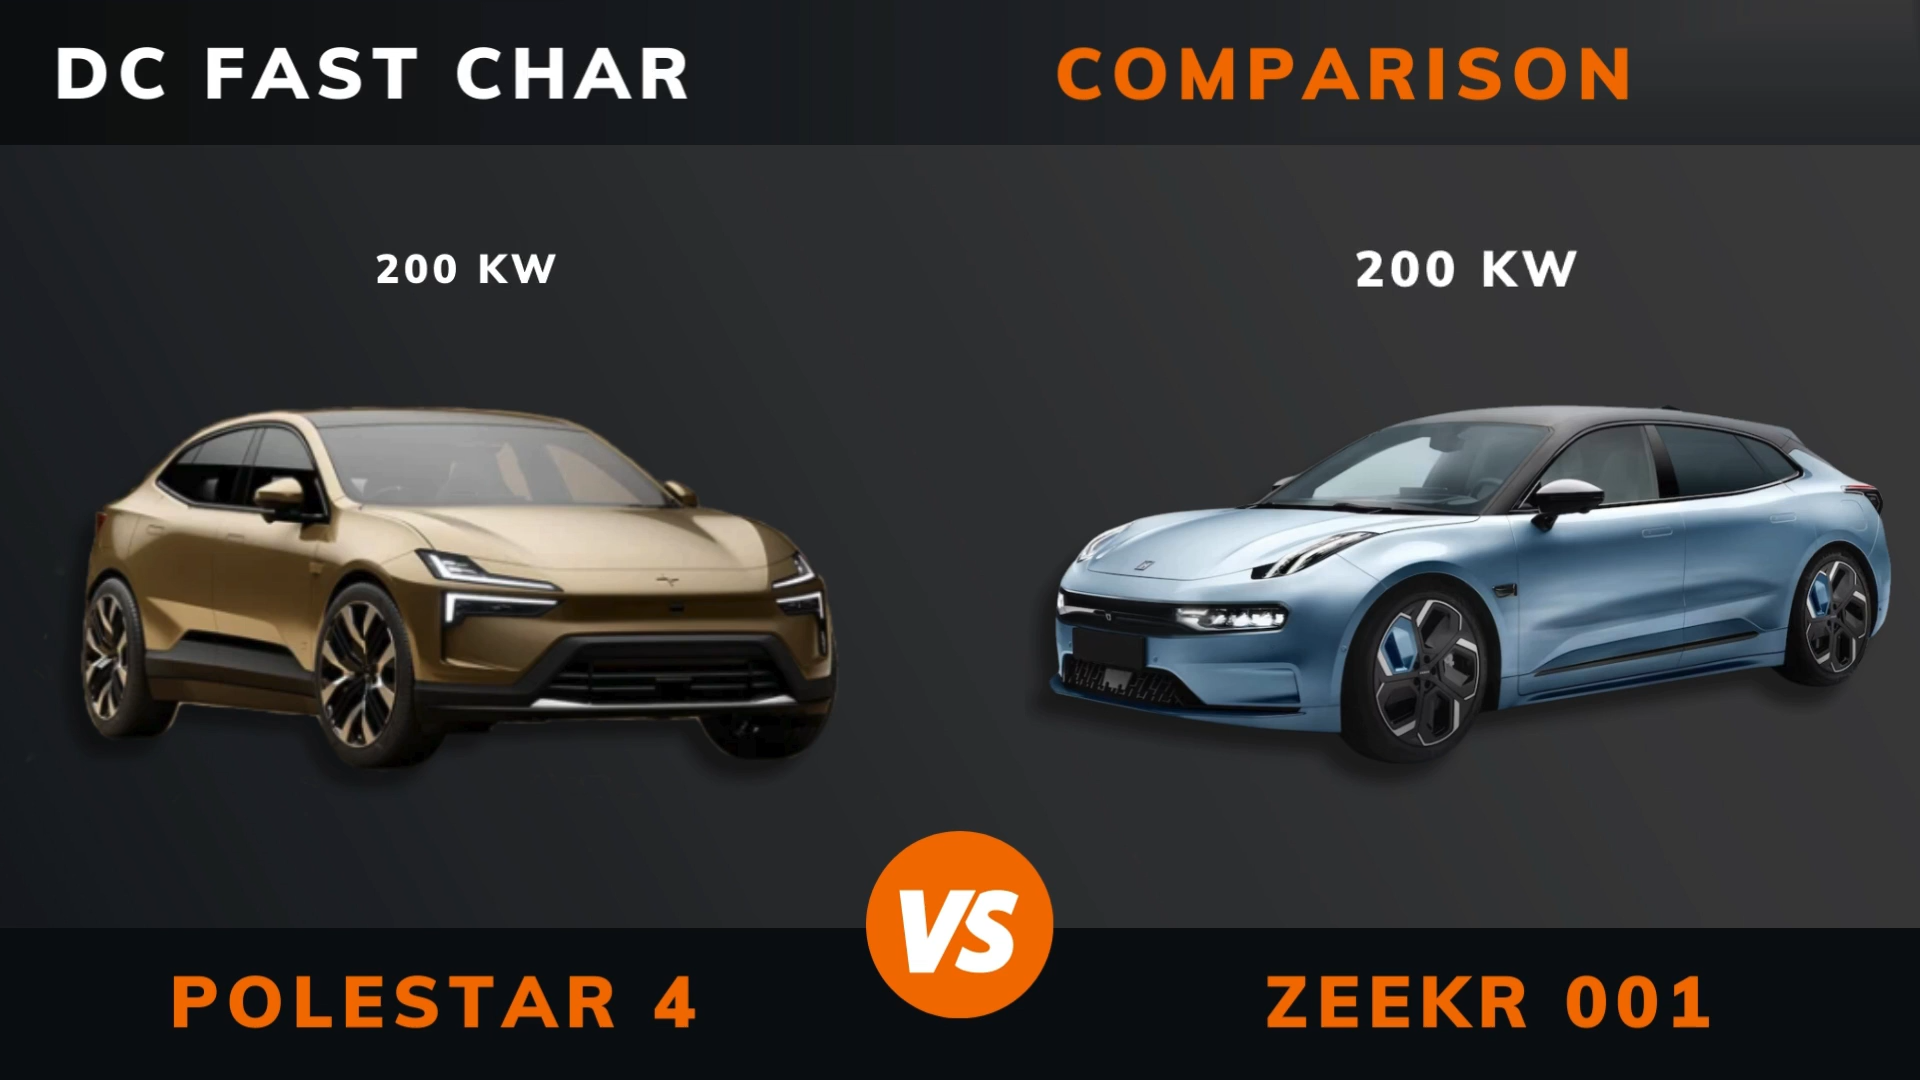 DC FAST CHAR COMPARISON
200 KW
200 KW
VS
POLESTAR 4
ZEEKR 001